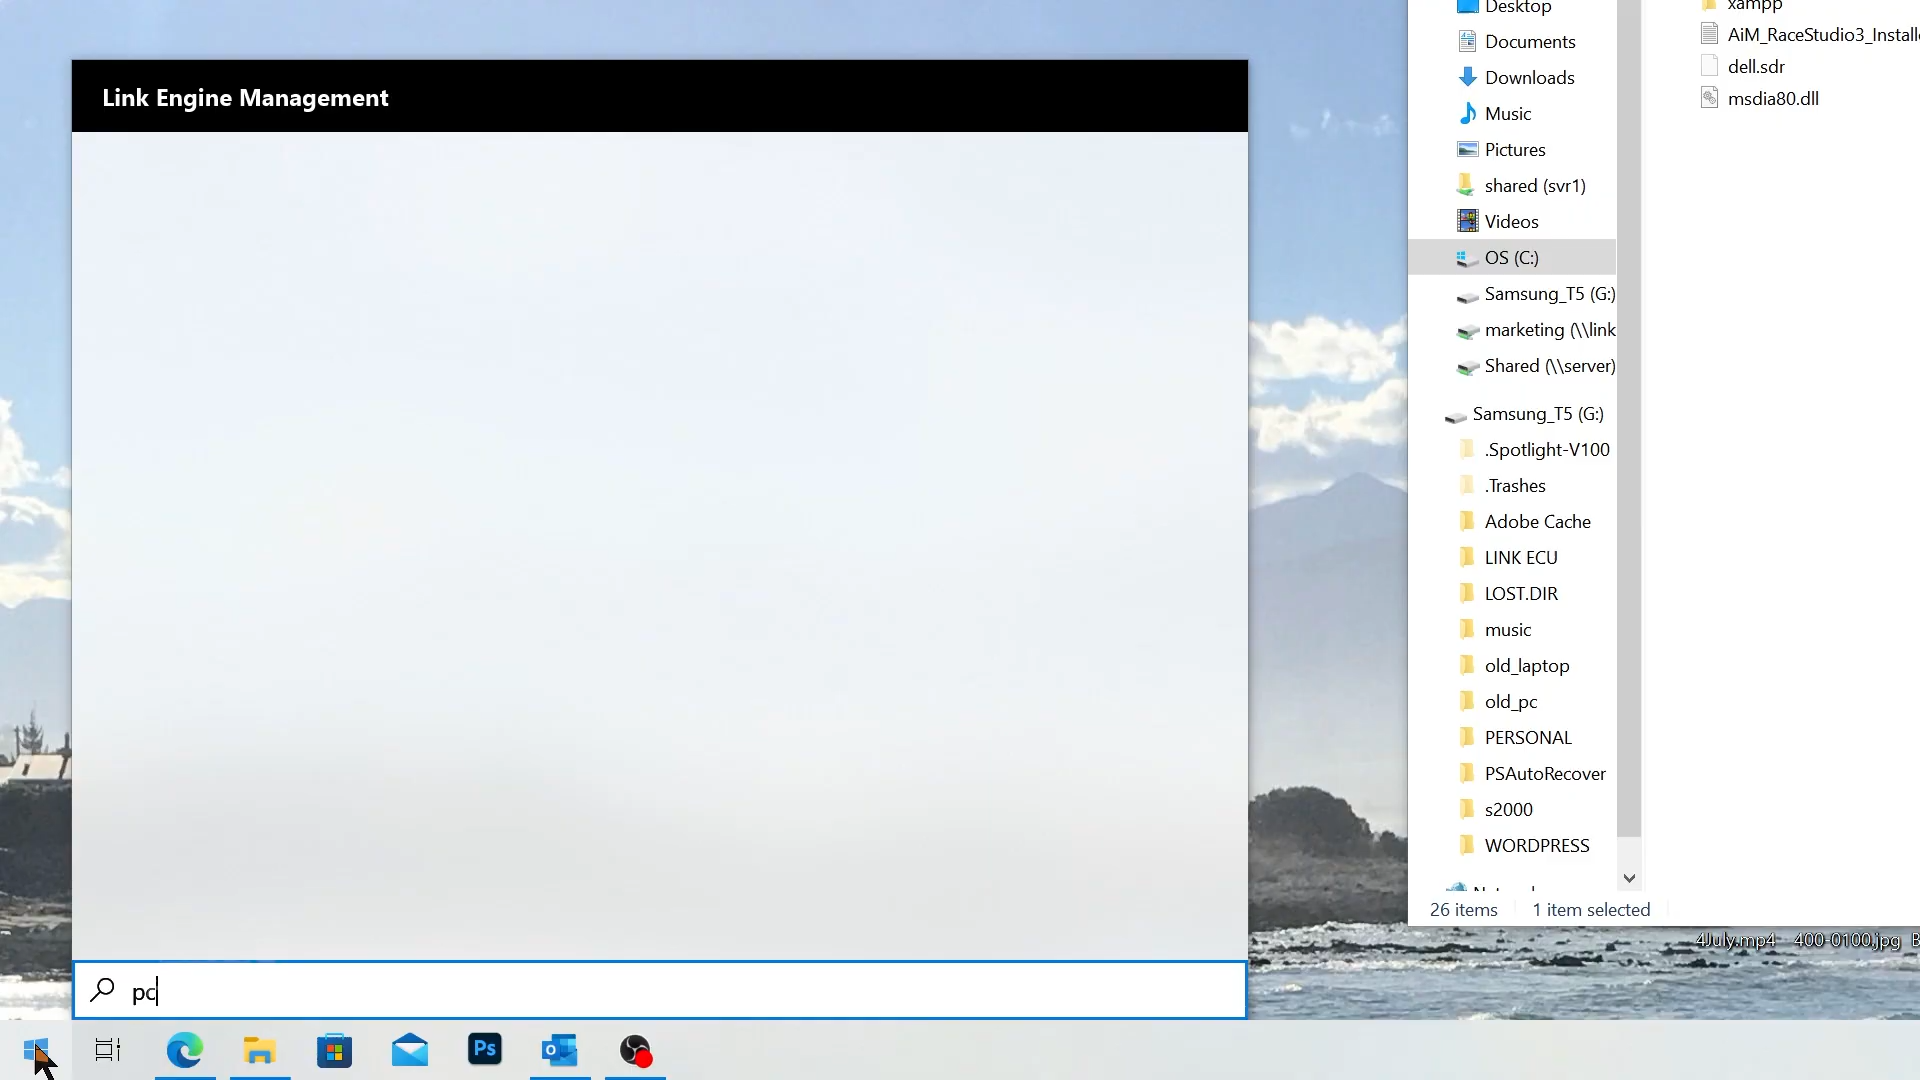 Link Engine Management
pc
Desktop
Documents
Downloads
Music
Pictures
shared (svr1)
Videos
OS (C:)
Samsung_T5 (G:)
marketing (\\link
Shared (\\server)
Samsung_T5 (G:)
.Spotlight-V100
.Trashes
Adobe Cache
LINK ECU
LOST.DIR
music
old_laptop
old_pc
PERSONAL
PSAutoRecover
s2000
WORDPRESS
26 items
1 item selected
xampp
AiM_RaceStudio3_Installe
dell.sdr
msdia80.dll
4July.mp4
400-0100.jpg
Ps